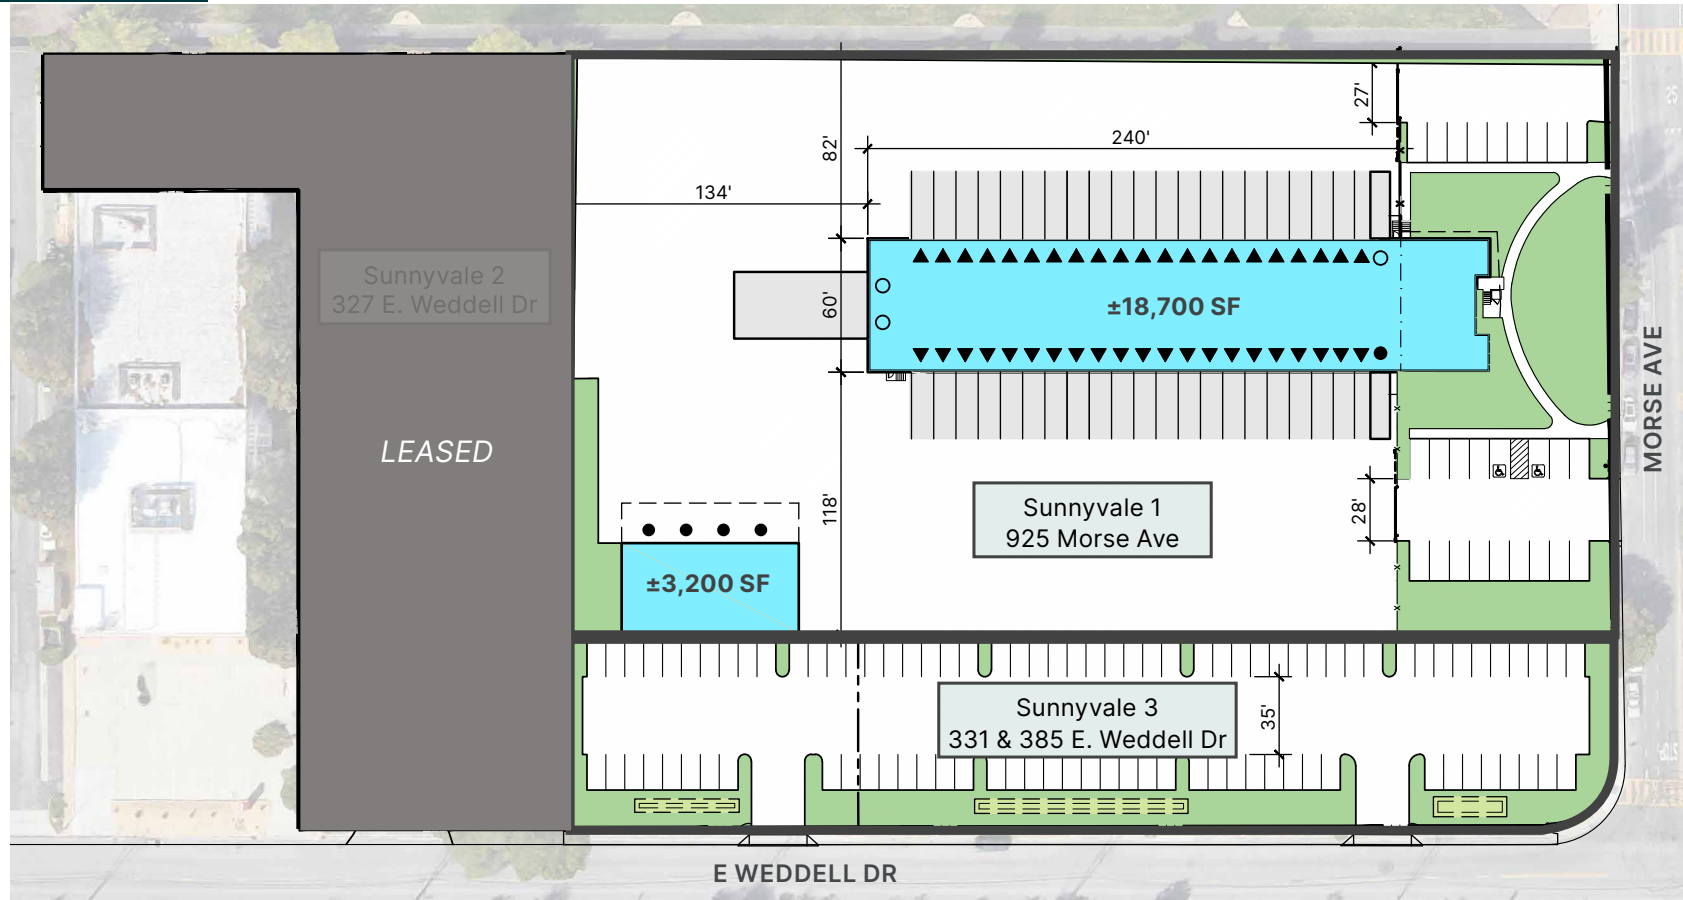 27'
240'
82'
134'
Sunnyvale 2
327 E. Weddell Dr
60'
±18,700 SF
MORSE AVE
LEASED
118'
Sunnyvale 1
925 Morse Ave
28'
±3,200 SF
Sunnyvale 3
331 & 385 E. Weddell Dr
35'
E WEDDELL DR